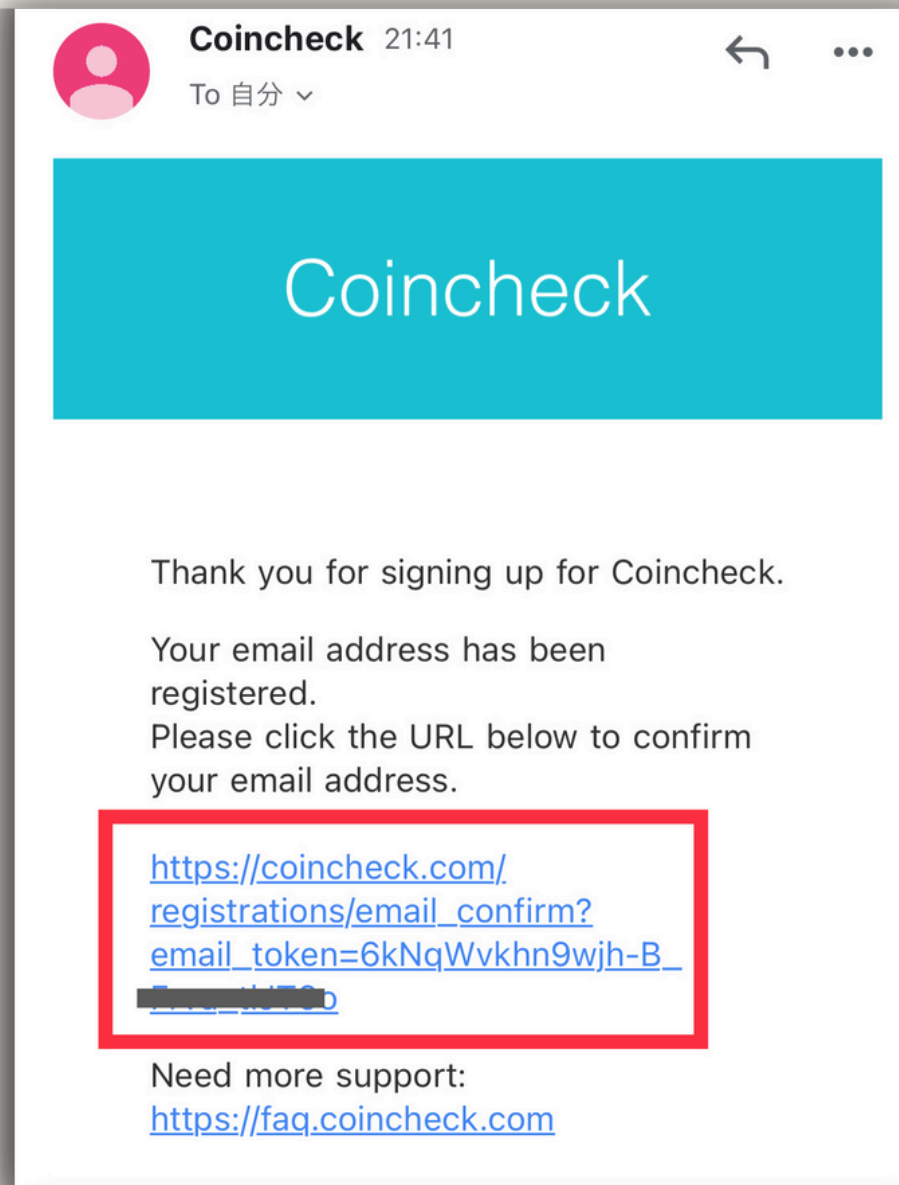 Coincheck 21:41
To 自分
Coincheck
Thank you for signing up for Coincheck.
Your email address has been
registered.
Please click the URL below to confirm
your email address.
https://coincheck.com/
registrations/email_confirm?
email_token=6kNqWvkhn9wjh-B_
Need more support:
https://faq.coincheck.com